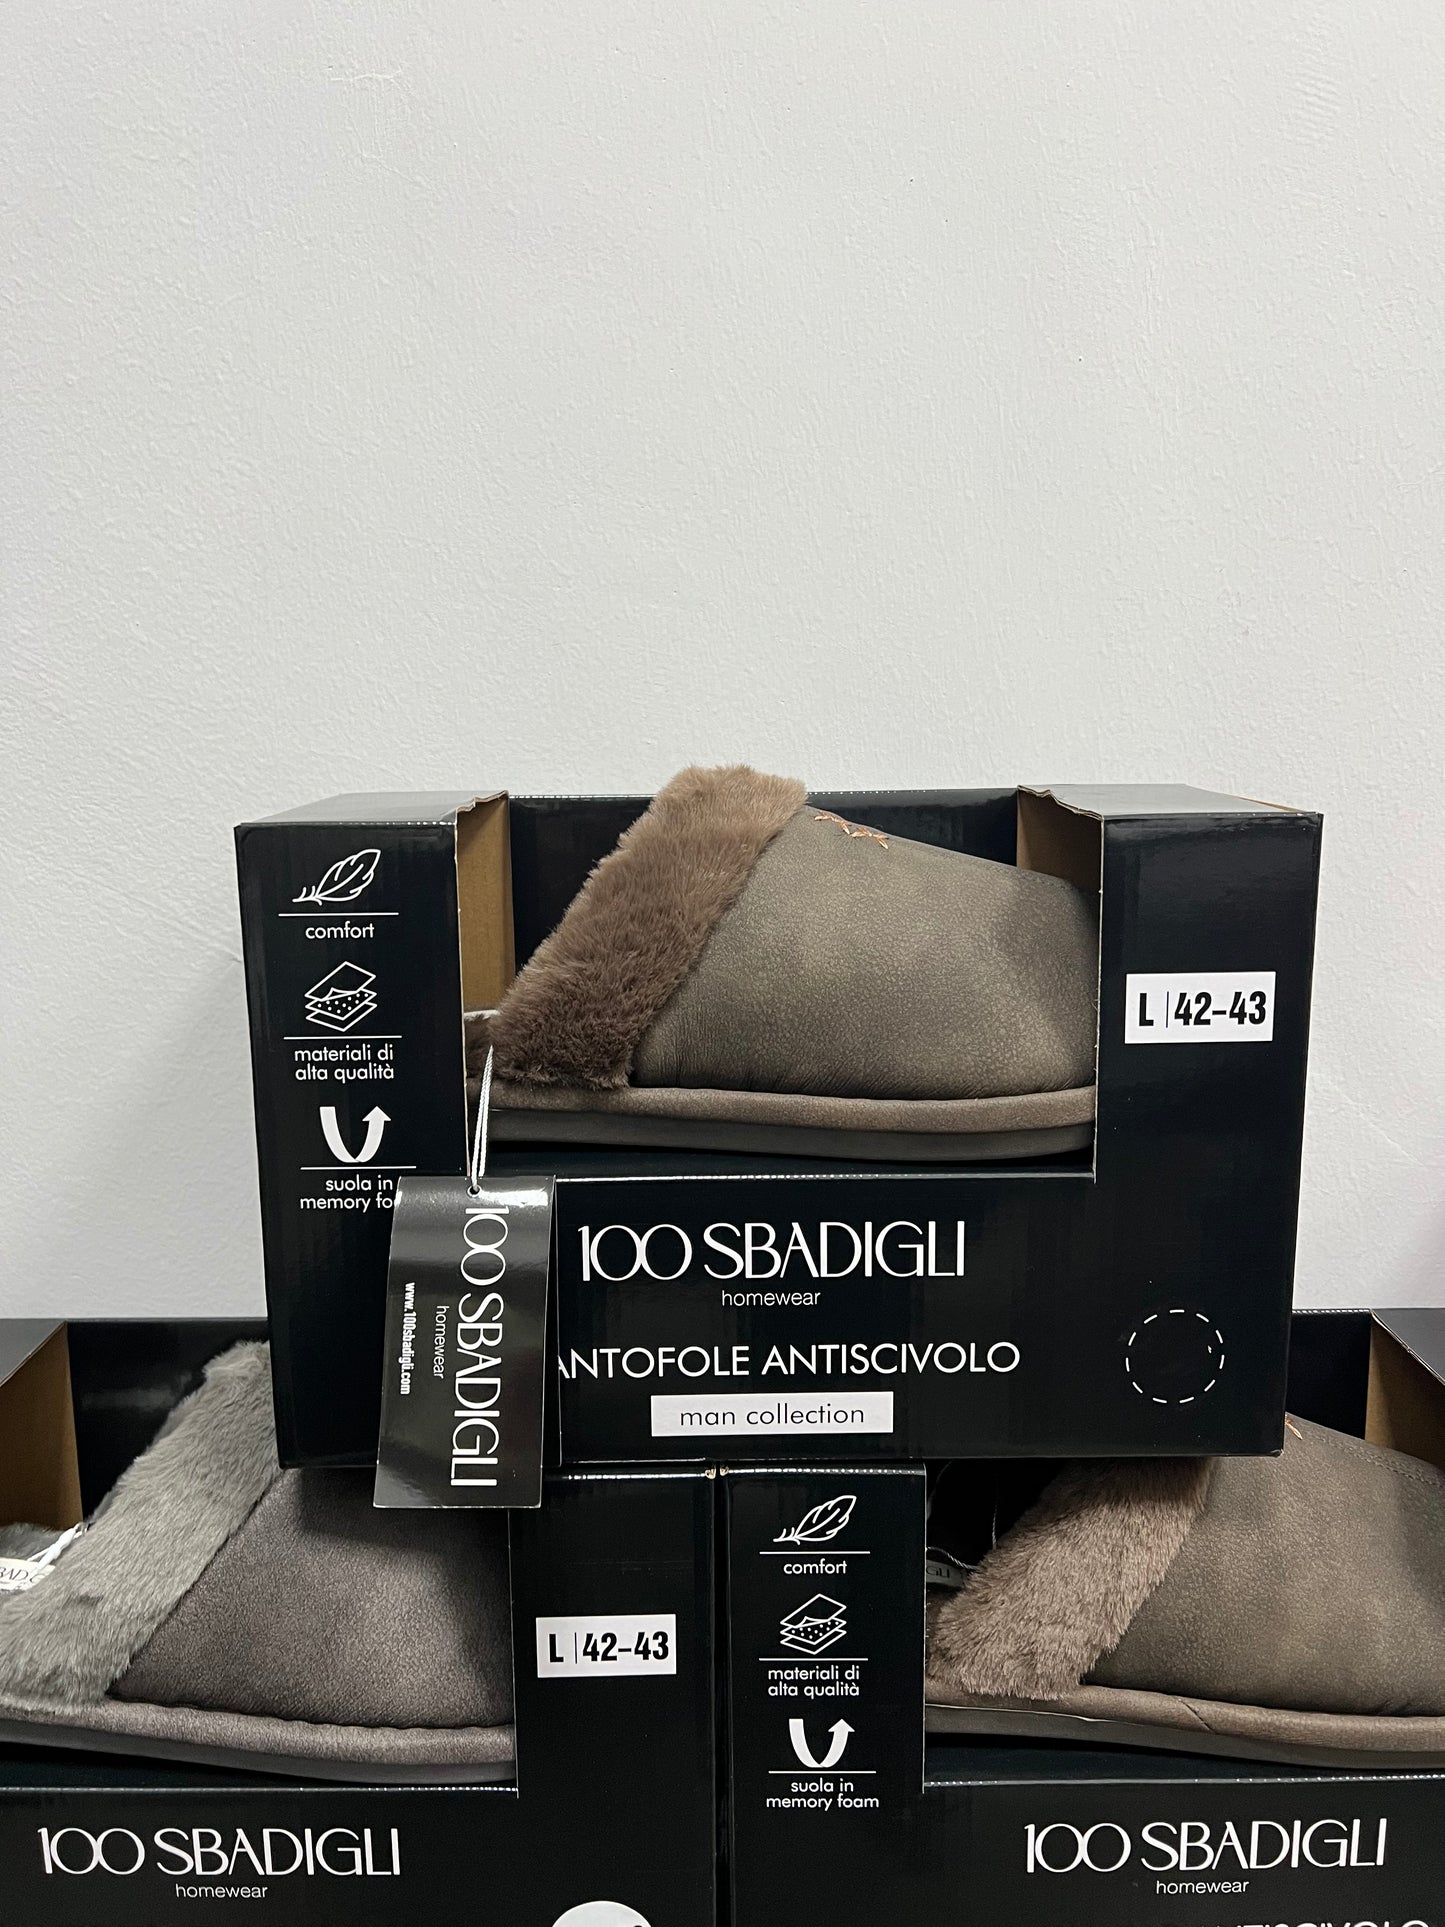 comfort
materiali di
alta qualità
suola in
memory fo
L | 42-43
100 SBADIGLI
homewear
www.100sbadigli.com
100 SBADIGLI
homewear
ANTOFOLE ANTISCIVOLO
man collection
L | 42-43
100 SBADIGLI
homewear
comfort
materiali di
alta qualità
suola in
memory foam
100 SBADIGLI
homewear